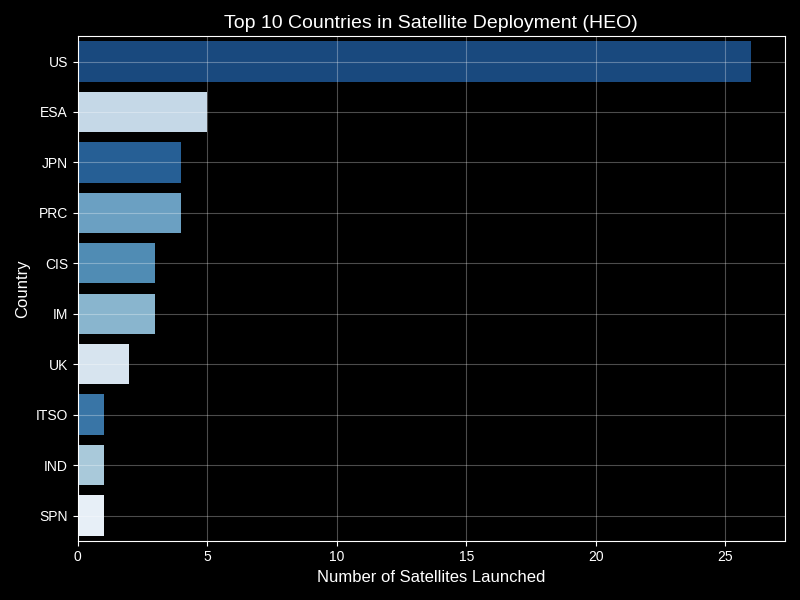 Top 10 Countries in Satellite Deployment (HEO)
US
ESA
JPN
PRC
CIS
IM
UK
ITSO
IND
SPN
Country
0 5 10 15 20 25
Number of Satellites Launched